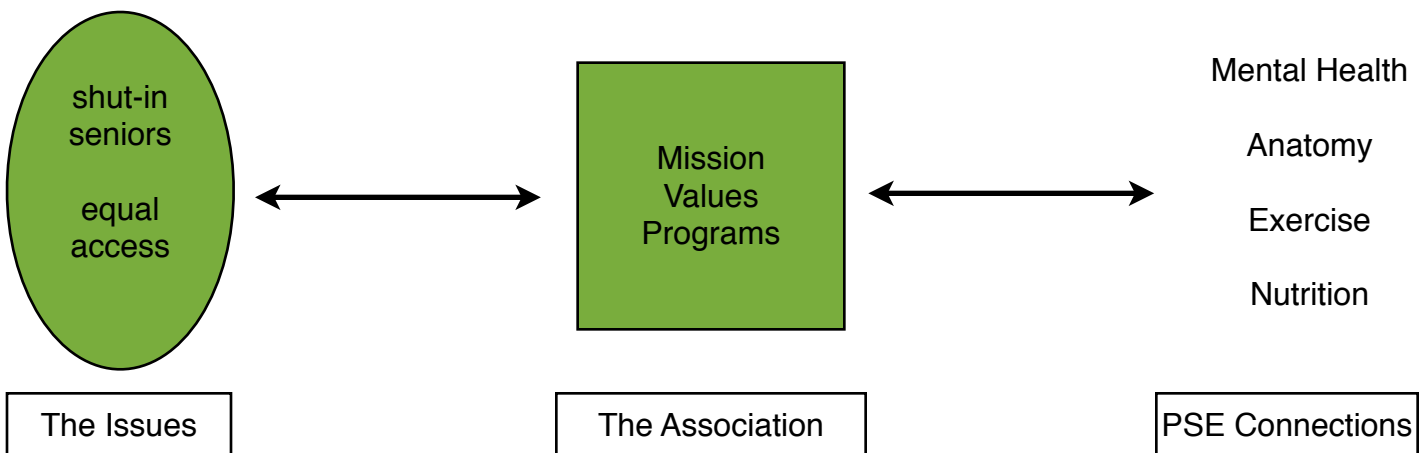 shut-in
seniors
equal
access
Mission
Values
Programs
Mental Health
Anatomy
Exercise
Nutrition
The Issues
The Association
PSE Connections